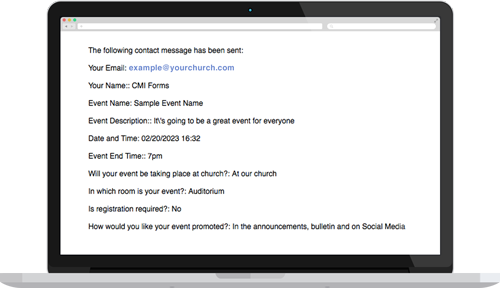 The following contact message has been sent:
Your Email: example@yourchurch.com
Your Name:: CMI Forms
Event Name: Sample Event Name
Event Description:: It\'s going to be a great event for everyone
Date and Time: 02/20/2023 16:32
Event End Time:: 7pm
Will your event be taking place at church?: At our church
In which room is your event?: Auditorium
Is registration required?: No
How would you like your event promoted?: In the announcements, bulletin and on Social Media